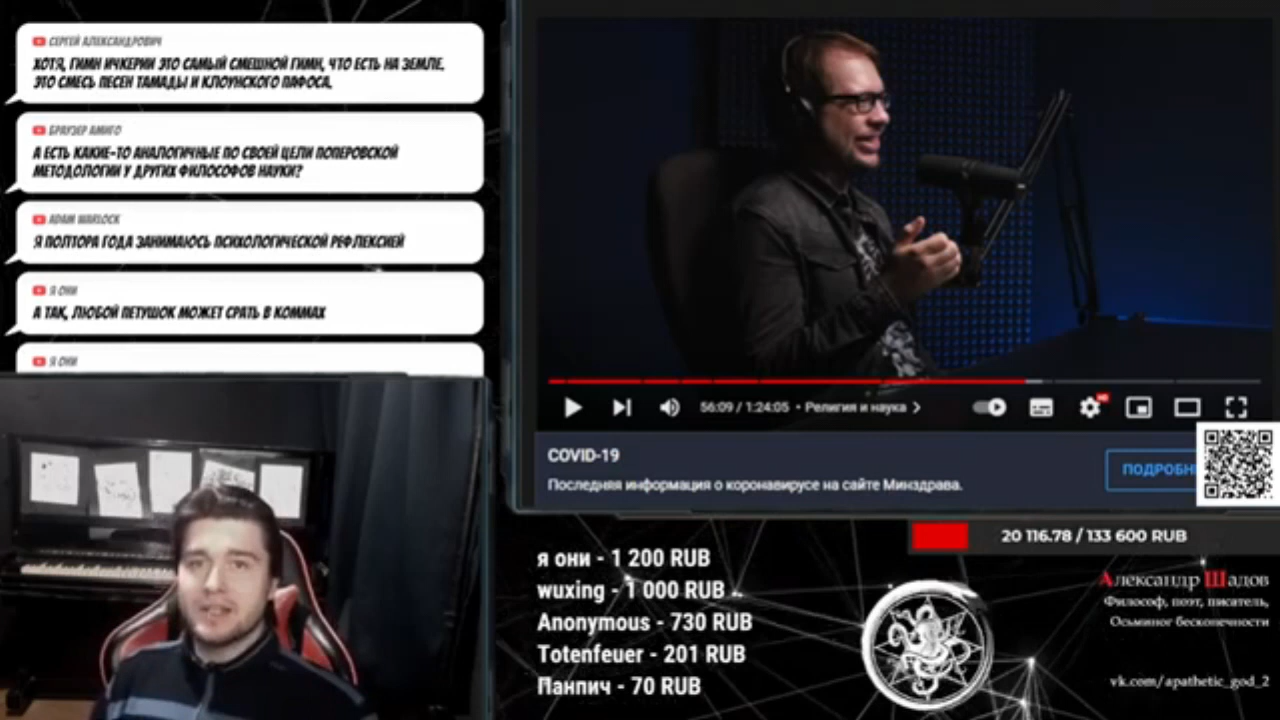 СЕРГЕЙ АЛЕКСАНДРОВИЧ
ХОТЯ, ГИМН ИЧКЕРИИ ЭТО САМЫЙ СМЕШНОЙ ГИМН, ЧТО ЕСТЬ НА ЗЕМЛЕ.
ЭТО СМЕСЬ ПЕСЕН ТАМАДЫ И КЛОУНСКОГО ПАФОСА.
БРАУЗЕР АМИГО
А ЕСТЬ КАКИЕ-ТО АНАЛОГИЧНЫЕ ПО СВОЕЙ ЦЕЛИ ПОПЕРОВСКОЙ
МЕТОДОЛОГИИ У ДРУГИХ ФИЛОСОФОВ НАУКИ?
ADAM WARLOCK
Я ПОЛТОРА ГОДА ЗАНИМАЮСЬ ПСИХОЛОГИЧЕСКОЙ РЕФЛЕКСИЕЙ
Я ОНИ
А ТАК, ЛЮБОЙ ПЕТУШОК МОЖЕТ СРАТЬ В КОММАХ
Я ОНИ
56:09 / 1:24:05 • Религия и наука
HD
COVID-19
Последняя информация о коронавирусе на сайте Минздрава.
ПОДРОБН
20 116.78 / 133 600 RUB
я они - 1 200 RUB
wuxing - 1 000 RUB
Anonymous - 730 RUB
Totenfeuer - 201 RUB
Панпич - 70 RUB
Александр Шадов
Философ, поэт, писатель,
Осьминог бесконечности
vk.com/apathetic_god_2